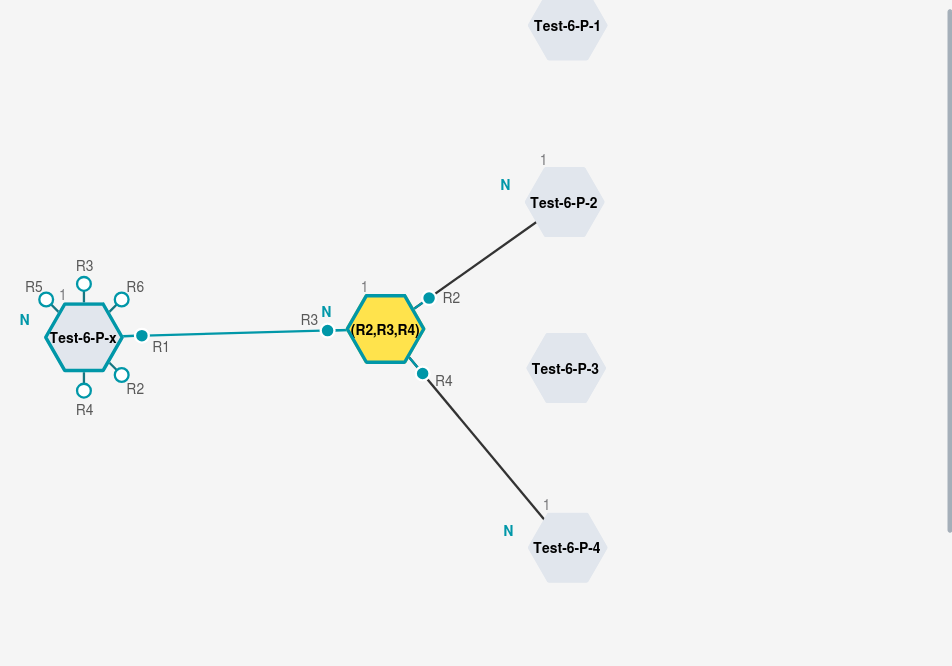 Test-6-P-1
1
N
Test-6-P-2
R3
R5
1
R6
N
Test-6-P-x
R1
R2
R4
1
N
R3
(R2,R3,R4)
R2
R4
Test-6-P-3
1
N
Test-6-P-4